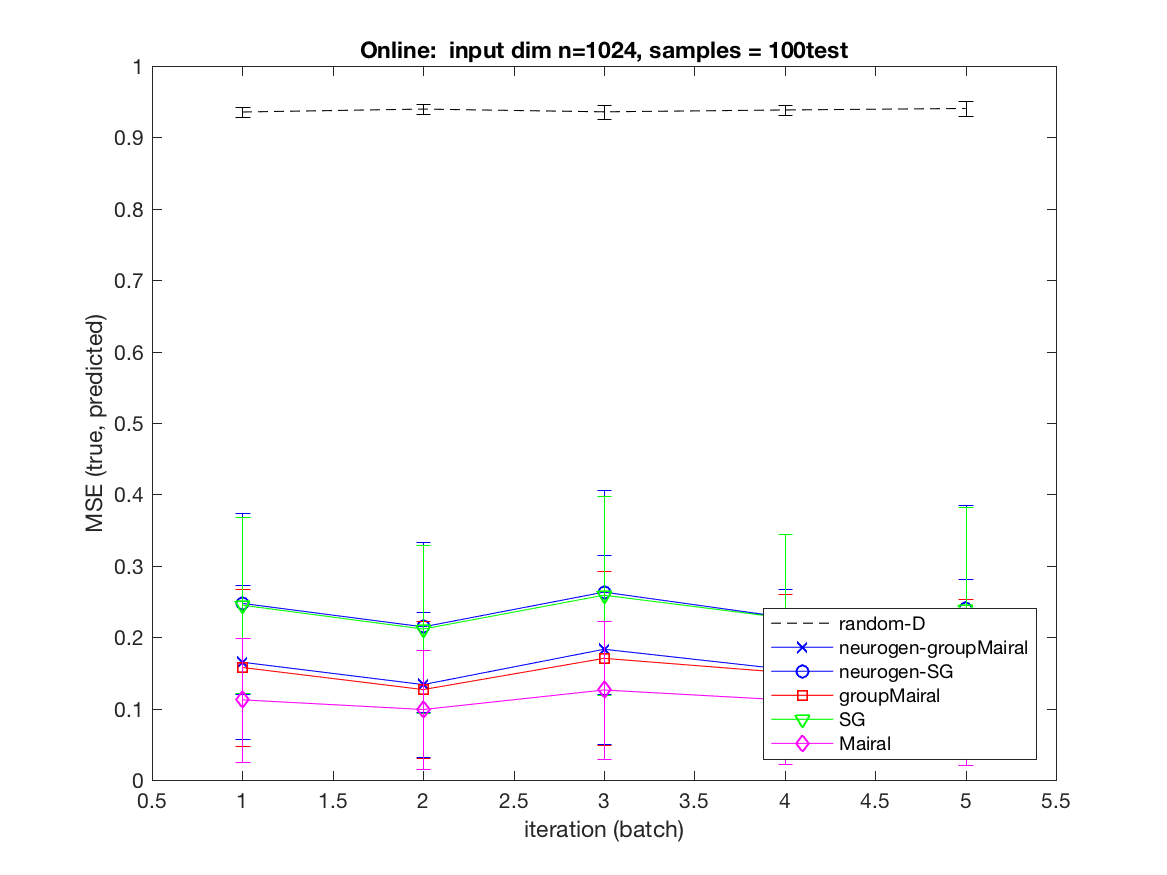 Online:  input dim n=1024, samples = 100test
MSE (true, predicted)
1
0.9
0.8
0.7
0.6
0.5
0.4
0.3
0.2
0.1
0
random-D
neurogen-groupMairal
neurogen-SG
groupMairal
SG
Mairal
0.5 1 1.5 2 2.5 3 3.5 4 4.5 5 5.5
iteration (batch)